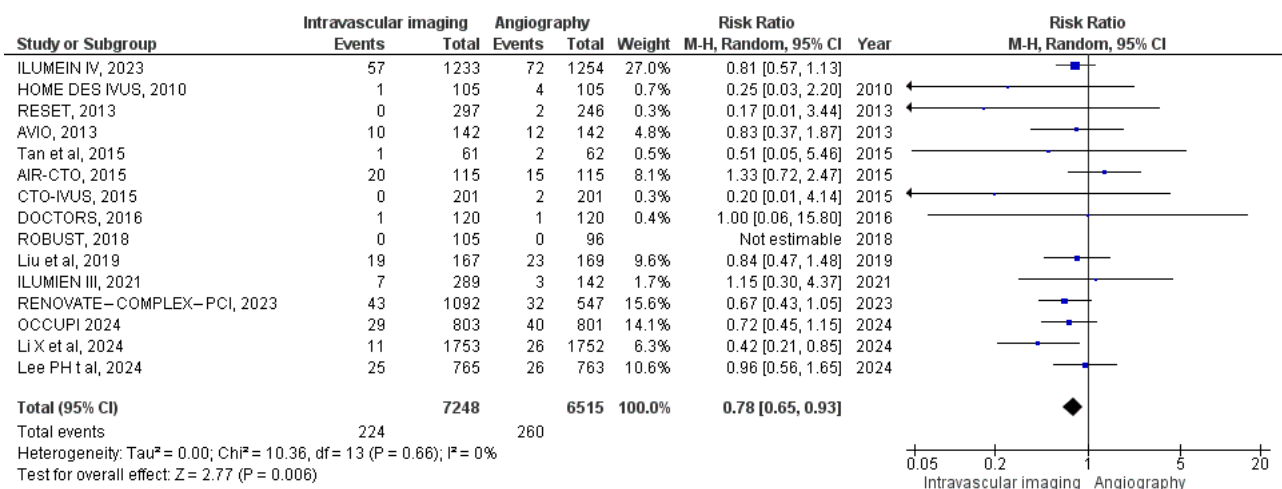 Intravascular imaging Angiography Risk Ratio Risk Ratio
Study or Subgroup Events Total Events Total Weight M-H, Random, 95% CI Year M-H, Random, 95% CI
ILUMEIN IV, 2023 57 1233 72 1254 27.0% 0.81 [0.57, 1.13]
HOME DES IVUS, 2010 1 105 4 105 0.7% 0.25 [0.03, 2.20] 2010
RESET, 2013 0 297 2 246 0.3% 0.17 [0.01, 3.44] 2013
AVIO, 2013 10 142 12 142 4.8% 0.83 [0.37, 1.87] 2013
Tan et al, 2015 1 61 2 62 0.5% 0.51 [0.05, 5.46] 2015
AIR-CTO, 2015 20 115 15 115 8.1% 1.33 [0.72, 2.47] 2015
CTO-IVUS, 2015 0 201 2 201 0.3% 0.20 [0.01, 4.14] 2015
DOCTORS, 2016 1 120 1 120 0.4% 1.00 [0.06, 15.80] 2016
ROBUST, 2018 0 105 0 96 Not estimable 2018
Liu et al, 2019 19 167 23 169 9.6% 0.84 [0.47, 1.48] 2019
ILUMIEN III, 2021 7 289 3 142 1.7% 1.15 [0.30, 4.37] 2021
RENOVATE−COMPLEX−PCI, 2023 43 1092 32 547 15.6% 0.67 [0.43, 1.05] 2023
OCCUPI 2024 29 803 40 801 14.1% 0.72 [0.45, 1.15] 2024
Li X et al, 2024 11 1753 26 1752 6.3% 0.42 [0.21, 0.85] 2024
Lee PH t al, 2024 25 765 26 763 10.6% 0.96 [0.56, 1.65] 2024
Total (95% CI) 7248 6515 100.0% 0.78 [0.65, 0.93]
Total events 224 260
Heterogeneity: Tau² = 0.00; Chi² = 10.36, df = 13 (P = 0.66); I² = 0%
Test for overall effect: Z = 2.77 (P = 0.006)
0.05 0.2 1 5 20
Intravascular imaging Angiography